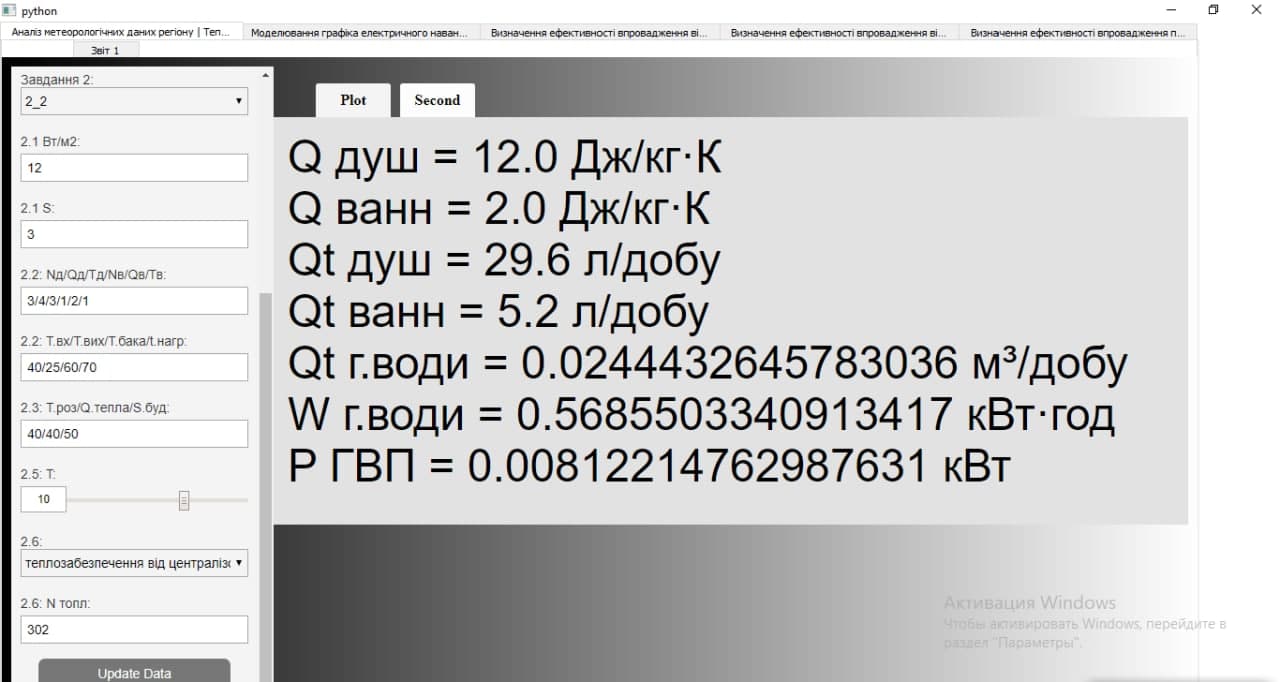 python
Аналіз метеорологічних даних регіону | Теп...
Моделювання графіка електричного наван...
Визначення ефективності впровадження ві...
Визначення ефективності впровадження ві...
Визначення ефективності впровадження п...
Звіт 1
Завдання 2:
2_2
2.1 Вт/м2:
12
2.1 S:
3
2.2: Nд/Qд/Tд/Nв/Qв/Tв:
3/4/3/1/2/1
2.2: Т.вх/Т.вих/Т.бака/t.нагр:
40/25/60/70
2.3: Т.роз/Q.тепла/S.буд:
40/40/50
2.5: T:
10
2.6:
теплозабезпечення від централізо
2.6: N топл:
302
Update Data
Plot
Second
Q душ = 12.0 Дж/кг·К
Q ванн = 2.0 Дж/кг·К
Qt душ = 29.6 л/добу
Qt ванн = 5.2 л/добу
Qt г.води = 0.0244432645783036 м³/добу
W г.води = 0.5685503340913417 кВт·год
P ГВП = 0.00812214762987631 кВт
Активация Windows
Чтобы активировать Windows, перейдите в
раздел "Параметры".